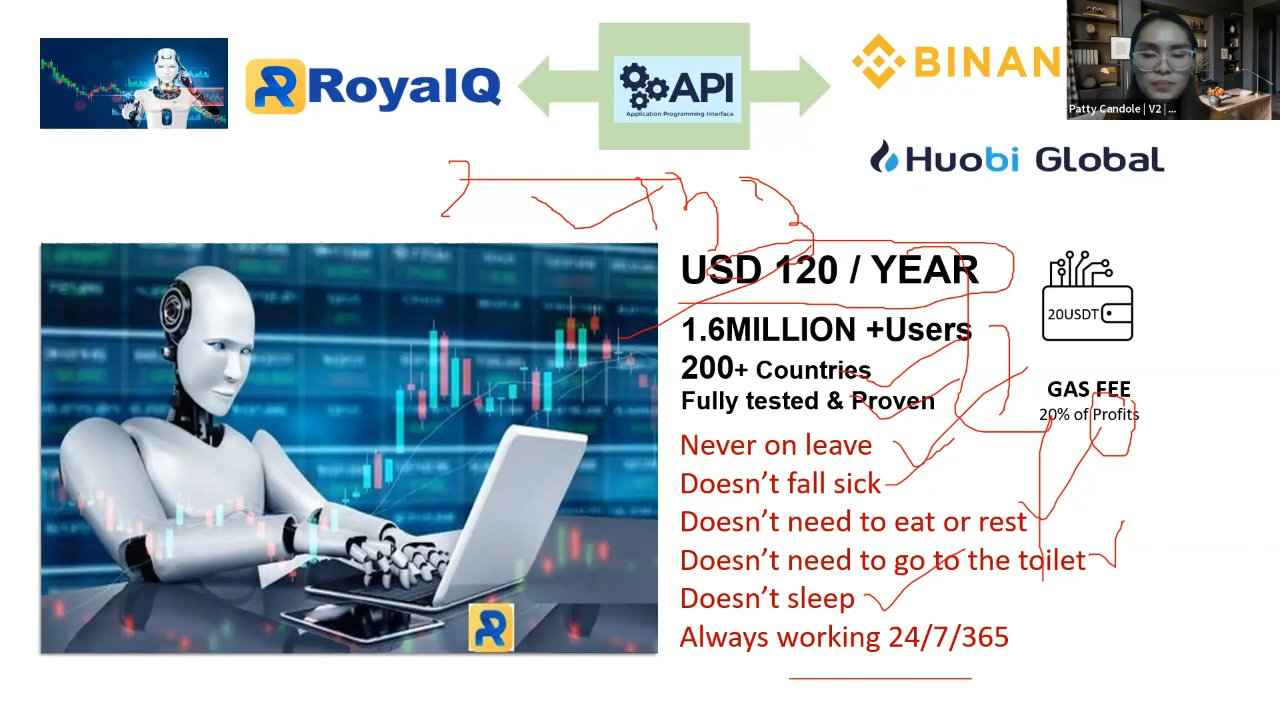 RoyalQ
API
Application Programming Interface
BINAN
Patty Candole | V2 | ...
Huobi Global
USD 120 / YEAR
1.6MILLION +Users
200+ Countries
Fully tested & Proven
20USDT
GAS FEE
20% of Profits
Never on leave
Doesn't fall sick
Doesn't need to eat or rest
Doesn't need to go to the toilet
Doesn't sleep
Always working 24/7/365